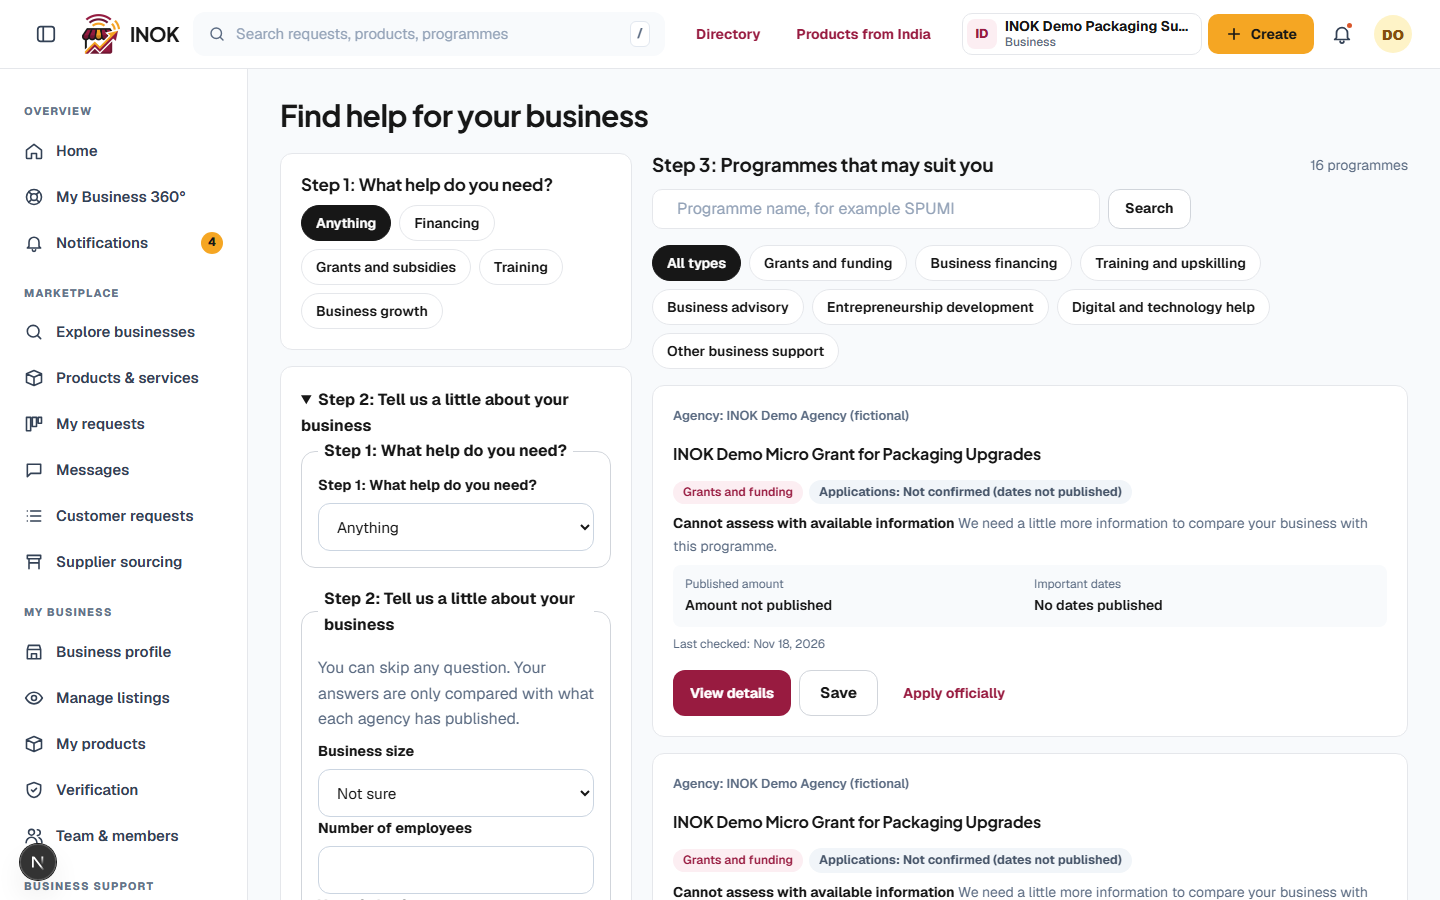 INOK
Search requests, products, programmes
/
Directory
Products from India
ID
INOK Demo Packaging Su...
Business
+ Create
DO
OVERVIEW
Home
My Business 360°
Notifications
4
MARKETPLACE
Explore businesses
Products & services
My requests
Messages
Customer requests
Supplier sourcing
MY BUSINESS
Business profile
Manage listings
My products
Verification
Team & members
N
BUSINESS SUPPORT
Find help for your business
Step 1: What help do you need?
Anything
Financing
Grants and subsidies
Training
Business growth
▼ Step 2: Tell us a little about your
business
Step 1: What help do you need?
Step 1: What help do you need?
Anything
Step 2: Tell us a little about your
business
You can skip any question. Your
answers are only compared with what
each agency has published.
Business size
Not sure
Number of employees
Step 3: Programmes that may suit you
16 programmes
Programme name, for example SPUMI
Search
All types
Grants and funding
Business financing
Training and upskilling
Business advisory
Entrepreneurship development
Digital and technology help
Other business support
Agency: INOK Demo Agency (fictional)
INOK Demo Micro Grant for Packaging Upgrades
Grants and funding
Applications: Not confirmed (dates not published)
Cannot assess with available information We need a little more information to compare your business with
this programme.
Published amount
Amount not published
Important dates
No dates published
Last checked: Nov 18, 2026
View details
Save
Apply officially
Agency: INOK Demo Agency (fictional)
INOK Demo Micro Grant for Packaging Upgrades
Grants and funding
Applications: Not confirmed (dates not published)
Cannot assess with available information We need a little more information to compare your business with